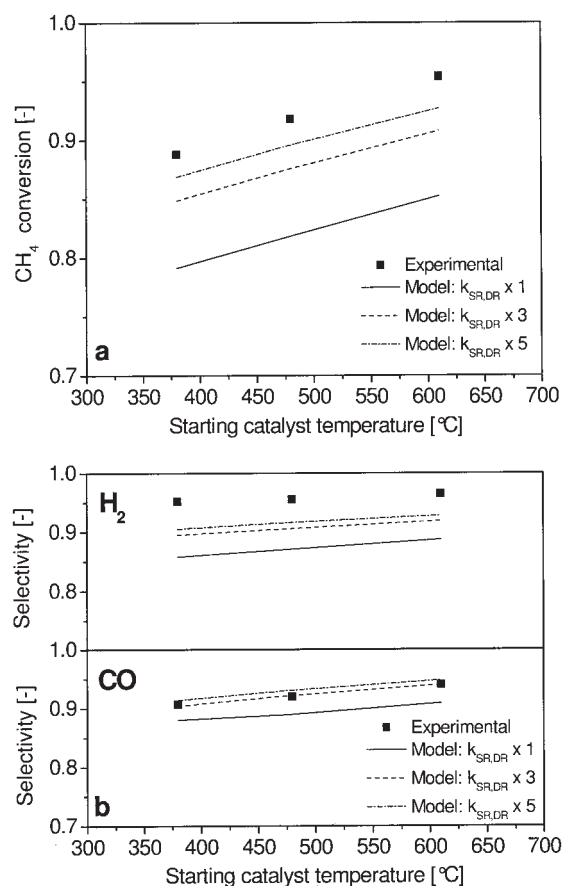 1.0
0.9
0.8
0.7
CH4 conversion [-]
Experimental
Model: kSR,DR x 1
Model: kSR,DR x 3
Model: kSR,DR x 5
a
300 350 400 450 500 550 600 650 700
Starting catalyst temperature [°C]
H2
1.0
0.9
0.8
Selectivity [-]
CO
1.0
0.9
0.8
0.7
Selectivity [-]
Experimental
Model: kSR,DR x 1
Model: kSR,DR x 3
Model: kSR,DR x 5
b
300 350 400 450 500 550 600 650 700
Starting catalyst temperature [°C]